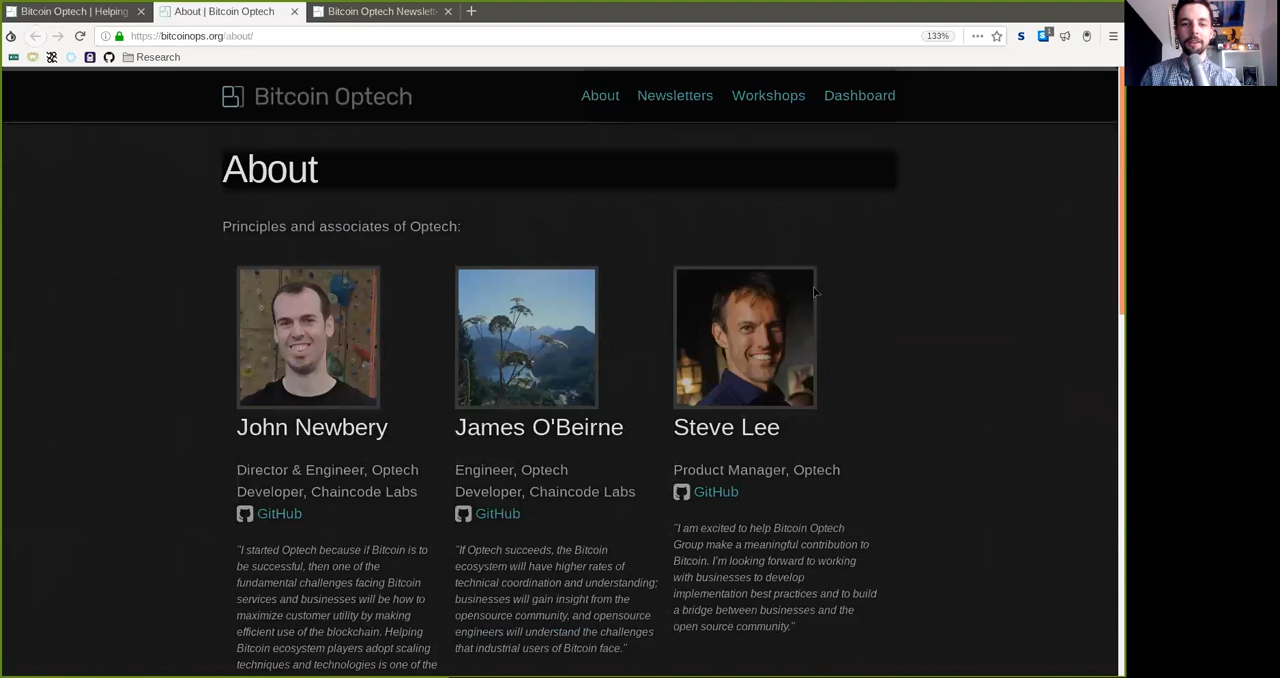 Bitcoin Optech | Helping
About | Bitcoin Optech
Bitcoin Optech Newslett
https://bitcoinops.org/about/
133%
Research
Bitcoin Optech
About
Newsletters
Workshops
Dashboard
About
Principles and associates of Optech:
John Newbery
Director & Engineer, Optech
Developer, Chaincode Labs
GitHub
"I started Optech because if Bitcoin is to
be successful, then one of the
fundamental challenges facing Bitcoin
services and businesses will be how to
maximize customer utility by making
efficient use of the blockchain. Helping
Bitcoin ecosystem players adopt scaling
techniques and technologies is one of the
James O'Beirne
Engineer, Optech
Developer, Chaincode Labs
GitHub
"If Optech succeeds, the Bitcoin
ecosystem will have higher rates of
technical coordination and understanding;
businesses will gain insight from the
opensource community, and opensource
engineers will understand the challenges
that industrial users of Bitcoin face."
Steve Lee
Product Manager, Optech
GitHub
"I am excited to help Bitcoin Optech
Group make a meaningful contribution to
Bitcoin. I'm looking forward to working
with businesses to develop
implementation best practices and to build
a bridge between businesses and the
open source community."